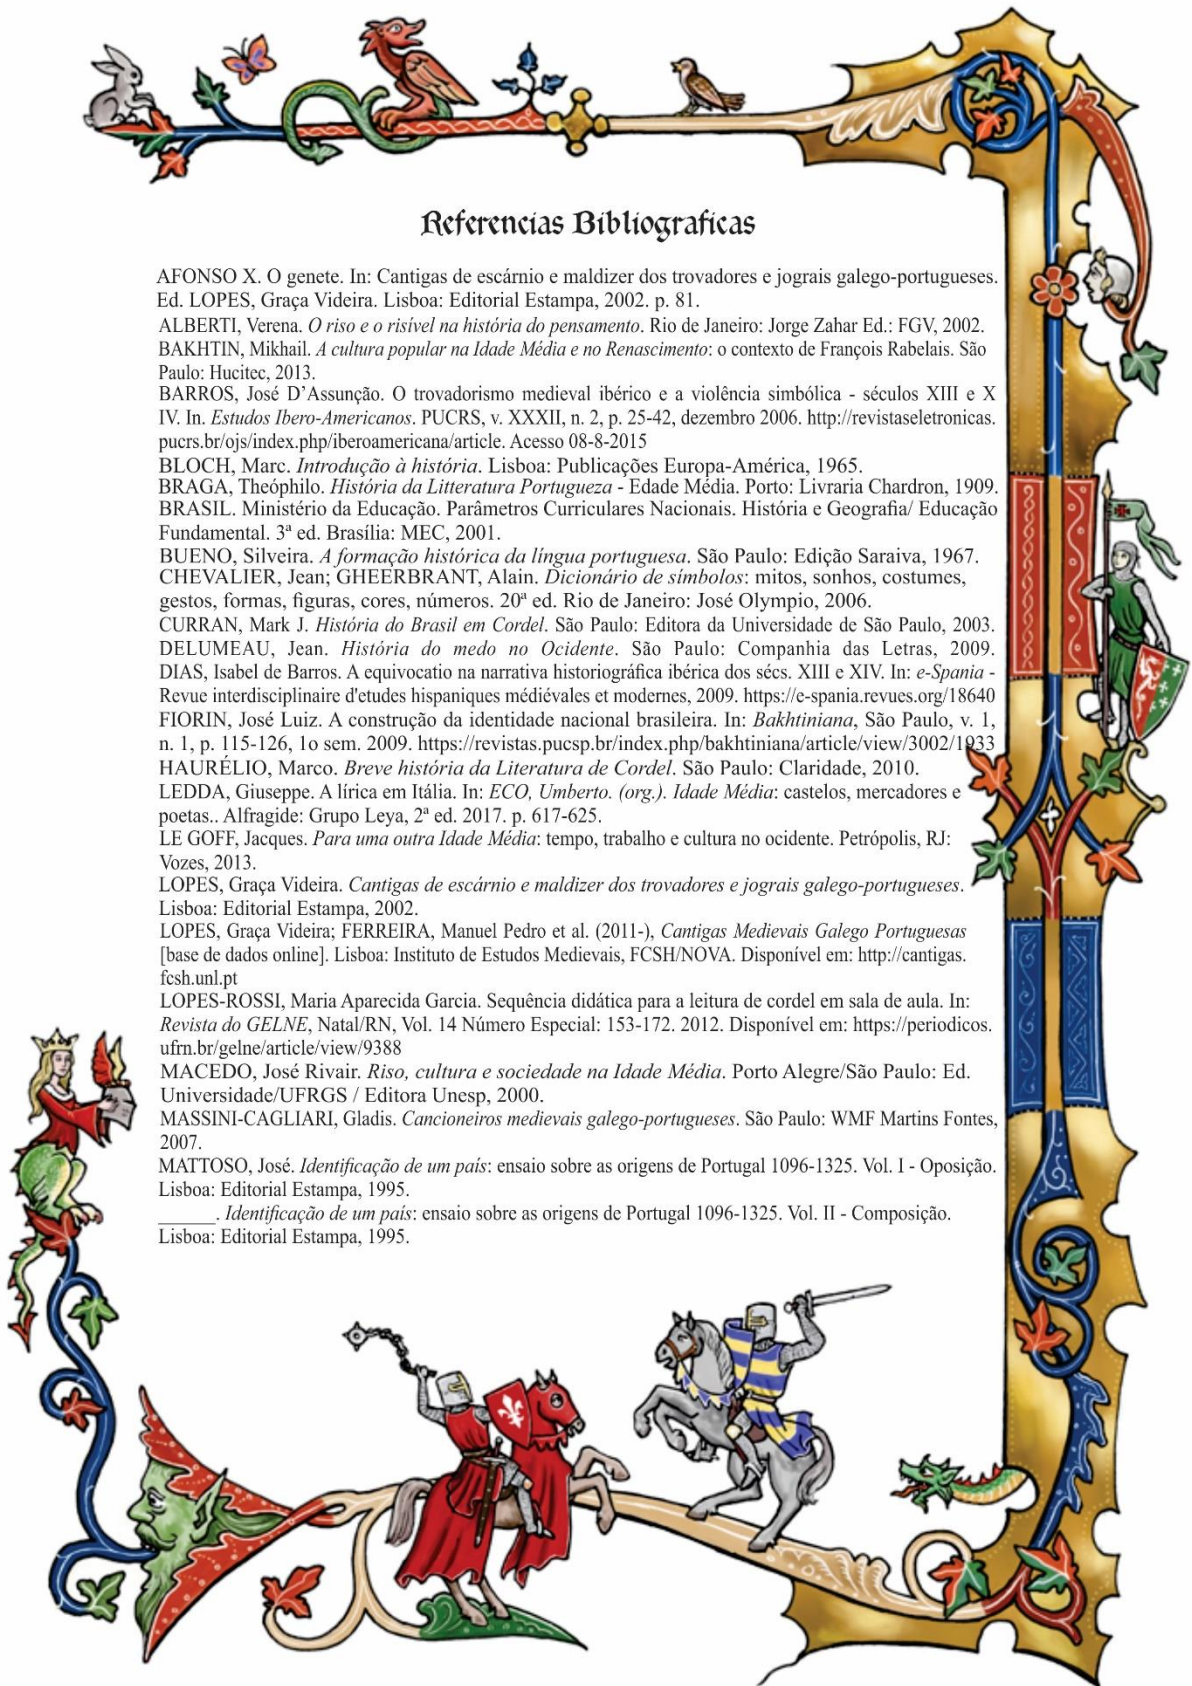 Referencias Bibliograficas
AFONSO X. O genete. In: Cantigas de escárnio e maldizer dos trovadores e jograis galego-portugueses.
Ed. LOPES, Graça Videira. Lisboa: Editorial Estampa, 2002. p. 81.
ALBERTI, Verena. O riso e o risível na história do pensamento. Rio de Janeiro: Jorge Zahar Ed.: FGV, 2002.
BAKHTIN, Mikhail. A cultura popular na Idade Média e no Renascimento: o contexto de François Rabelais. São
Paulo: Hucitec, 2013.
BARROS, José D’Assunção. O trovadorismo medieval ibérico e a violência simbólica - séculos XIII e X
IV. In. Estudos Ibero-Americanos. PUCRS, v. XXXII, n. 2, p. 25-42, dezembro 2006. http://revistaseletronicas.
pucrs.br/ojs/index.php/iberoamericana/article. Acesso 08-8-2015
BLOCH, Marc. Introdução à história. Lisboa: Publicações Europa-América, 1965.
BRAGA, Theóphilo. História da Litteratura Portugueza - Edade Média. Porto: Livraria Chardron, 1909.
BRASIL. Ministério da Educação. Parâmetros Curriculares Nacionais. História e Geografia/ Educação
Fundamental. 3ª ed. Brasília: MEC, 2001.
BUENO, Silveira. A formação histórica da língua portuguesa. São Paulo: Edição Saraiva, 1967.
CHEVALIER, Jean; GHEERBRANT, Alain. Dicionário de símbolos: mitos, sonhos, costumes,
gestos, formas, figuras, cores, números. 20ª ed. Rio de Janeiro: José Olympio, 2006.
CURRAN, Mark J. História do Brasil em Cordel. São Paulo: Editora da Universidade de São Paulo, 2003.
DELUMEAU, Jean. História do medo no Ocidente. São Paulo: Companhia das Letras, 2009.
DIAS, Isabel de Barros. A equivocatio na narrativa historiográfica ibérica dos sécs. XIII e XIV. In: e-Spania -
Revue interdisciplinaire d'etudes hispaniques médiévales et modernes, 2009. https://e-spania.revues.org/18640
FIORIN, José Luiz. A construção da identidade nacional brasileira. In: Bakhtiniana, São Paulo, v. 1,
n. 1, p. 115-126, 1o sem. 2009. https://revistas.pucsp.br/index.php/bakhtiniana/article/view/3002/1933
HAURÉLIO, Marco. Breve história da Literatura de Cordel. São Paulo: Claridade, 2010.
LEDDA, Giuseppe. A lírica em Itália. In: ECO, Umberto. (org.). Idade Média: castelos, mercadores e
poetas.. Alfragide: Grupo Leya, 2ª ed. 2017. p. 617-625.
LE GOFF, Jacques. Para uma outra Idade Média: tempo, trabalho e cultura no ocidente. Petrópolis, RJ:
Vozes, 2013.
LOPES, Graça Videira. Cantigas de escárnio e maldizer dos trovadores e jograis galego-portugueses.
Lisboa: Editorial Estampa, 2002.
LOPES, Graça Videira; FERREIRA, Manuel Pedro et al. (2011-), Cantigas Medievais Galego Portuguesas
[base de dados online]. Lisboa: Instituto de Estudos Medievais, FCSH/NOVA. Disponível em: http://cantigas.
fcsh.unl.pt
LOPES-ROSSI, Maria Aparecida Garcia. Sequência didática para a leitura de cordel em sala de aula. In:
Revista do GELNE, Natal/RN, Vol. 14 Número Especial: 153-172. 2012. Disponível em: https://periodicos.
ufrn.br/gelne/article/view/9388
MACEDO, José Rivair. Riso, cultura e sociedade na Idade Média. Porto Alegre/São Paulo: Ed.
Universidade/UFRGS / Editora Unesp, 2000.
MASSINI-CAGLIARI, Gladis. Cancioneiros medievais galego-portugueses. São Paulo: WMF Martins Fontes,
2007.
MATTOSO, José. Identificação de um país: ensaio sobre as origens de Portugal 1096-1325. Vol. I - Oposição.
Lisboa: Editorial Estampa, 1995.
______. Identificação de um país: ensaio sobre as origens de Portugal 1096-1325. Vol. II - Composição.
Lisboa: Editorial Estampa, 1995.